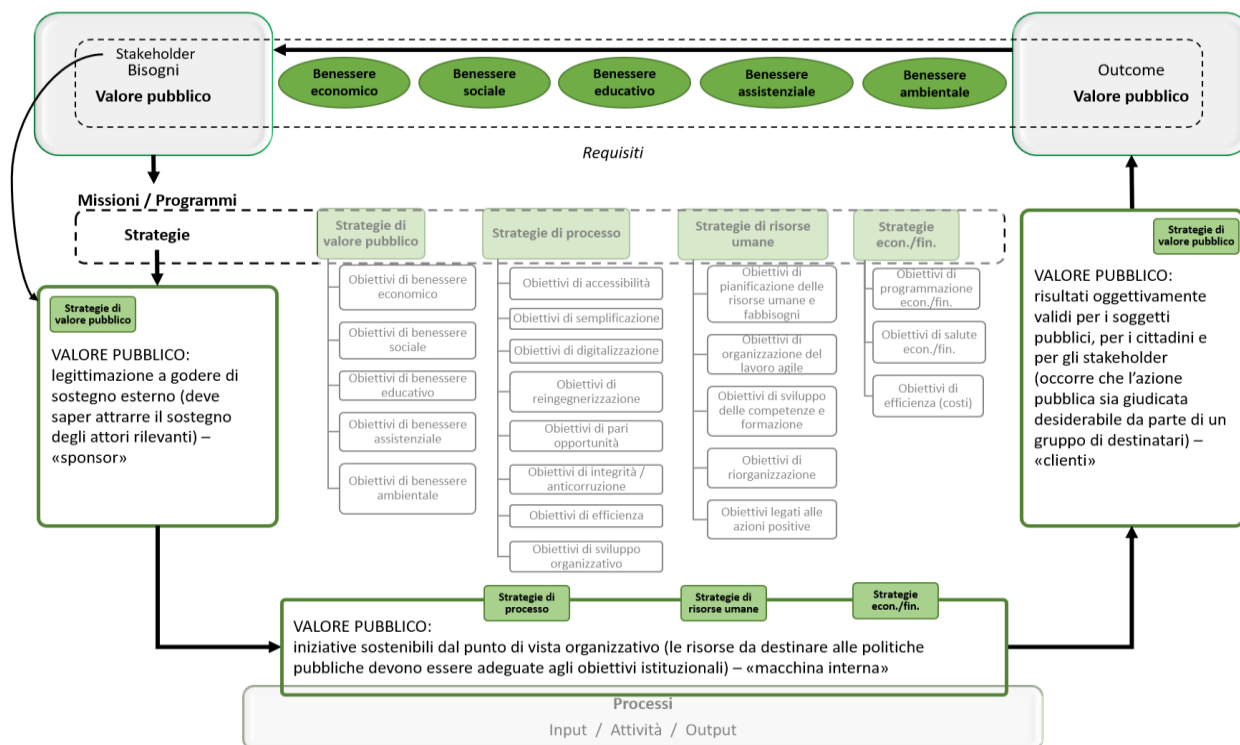 Stakeholder
Bisogni
Valore pubblico
Benessere
economico
Benessere
sociale
Benessere
educativo
Benessere
assistenziale
Benessere
ambientale
Outcome
Valore pubblico
Requisiti
Missioni / Programmi
Strategie
Strategie di
valore pubblico
Obiettivi di benessere
economico
Obiettivi di benessere
sociale
Obiettivi di benessere
educativo
Obiettivi di benessere
assistenziale
Obiettivi di benessere
ambientale
Strategie di processo
Obiettivi di accessibilità
Obiettivi di semplificazione
Obiettivi di digitalizzazione
Obiettivi di
reingegnerizzazione
Obiettivi di pari
opportunità
Obiettivi di integrità /
anticorruzione
Obiettivi di efficienza
Obiettivi di sviluppo
organizzativo
Strategie di risorse
umane
Obiettivi di
pianificazione delle
risorse umane e
fabbisogni
Obiettivi di
organizzazione del
lavoro agile
Obiettivi di sviluppo
delle competenze e
formazione
Obiettivi di
riorganizzazione
Obiettivi legati alle
azioni positive
Strategie
econ./fin.
Obiettivi di
programmazione
econ./fin.
Obiettivi di salute
econ./fin.
Obiettivi di
efficienza (costi)
Strategie di
valore pubblico
VALORE PUBBLICO:
legittimazione a godere di
sostegno esterno (deve
saper attrarre il sostegno
degli attori rilevanti) –
«sponsor»
Strategie di
valore pubblico
VALORE PUBBLICO:
risultati oggettivamente
validi per i soggetti
pubblici, per i cittadini e
per gli stakeholder
(occorre che l’azione
pubblica sia giudicata
desiderabile da parte di un
gruppo di destinatari) –
«clienti»
Strategie di
processo
Strategie di
risorse umane
Strategie
econ./fin.
VALORE PUBBLICO:
iniziative sostenibili dal punto di vista organizzativo (le risorse da destinare alle politiche
pubbliche devono essere adeguate agli obiettivi istituzionali) – «macchina interna»
Processi
Input / Attività / Output